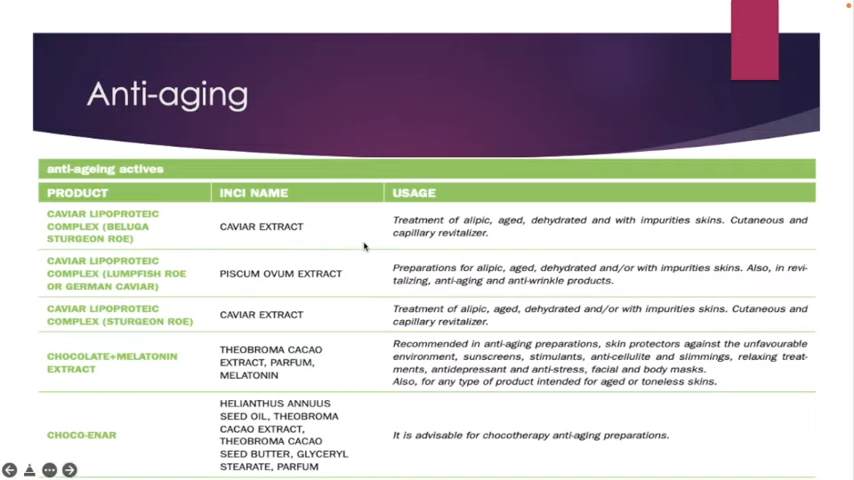 Anti-aging
anti-ageing actives
PRODUCT
INCI NAME
USAGE
CAVIAR LIPOPROTEIC
COMPLEX (BELUGA
STURGEON ROE)
CAVIAR EXTRACT
Treatment of alipic, aged, dehydrated and with impurities skins. Cutaneous and
capillary revitalizer.
CAVIAR LIPOPROTEIC
COMPLEX (LUMPFISH ROE
OR GERMAN CAVIAR)
PISCUM OVUM EXTRACT
Preparations for alipic, aged, dehydrated and/or with impurities skins. Also, in revi-
talizing, anti-aging and anti-wrinkle products.
CAVIAR LIPOPROTEIC
COMPLEX (STURGEON ROE)
CAVIAR EXTRACT
Treatment of alipic, aged, dehydrated and/or with impurities skins. Cutaneous and
capillary revitalizer.
CHOCOLATE+MELATONIN
EXTRACT
THEOBROMA CACAO
EXTRACT, PARFUM,
MELATONIN
Recommended in anti-aging preparations, skin protectors against the unfavourable
environment, sunscreens, stimulants, anti-cellulite and slimmings, relaxing treat-
ments, antidepressant and anti-stress, facial and body masks.
Also, for any type of product intended for aged or toneless skins.
CHOCO-ENAR
HELIANTHUS ANNUUS
SEED OIL, THEOBROMA
CACAO EXTRACT,
THEOBROMA CACAO
SEED BUTTER, GLYCERYL
STEARATE, PARFUM
It is advisable for chocotherapy anti-aging preparations.